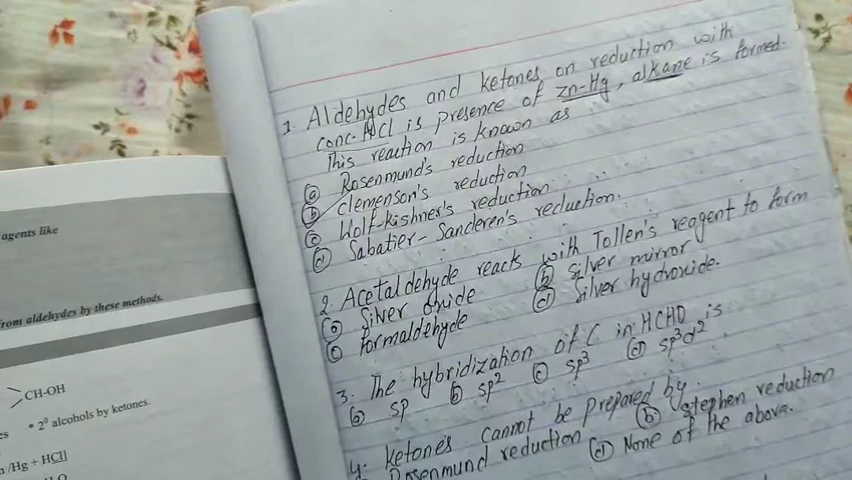 1. Aldehydes and ketones on reduction with
conc. HCl is presence of Zn-Hg, alkane is formed.
This reaction is known as
(a) Rosenmund's reduction
(b) Clemenson's reduction
(c) Wolf-kishner's reduction
(d) Sabatier-Sanderen's reduction.
2. Acetaldehyde reacts with Tollen's reagent to form
(a) Silver oxide (b) Silver mirror
(c) formaldehyde (d) Silver hydroxide.
3. The hybridization of C in HCHO is
(a) sp (b) sp² (c) sp³ (d) sp³d²
4. Ketones cannot be prepared by.
Rosenmund reduction (b) stephen reduction
(d) None of the above.
agents like
from aldehydes by these methods.
CH-OH
* 2⁰ alcohols by ketones.
/Hg + HCl]